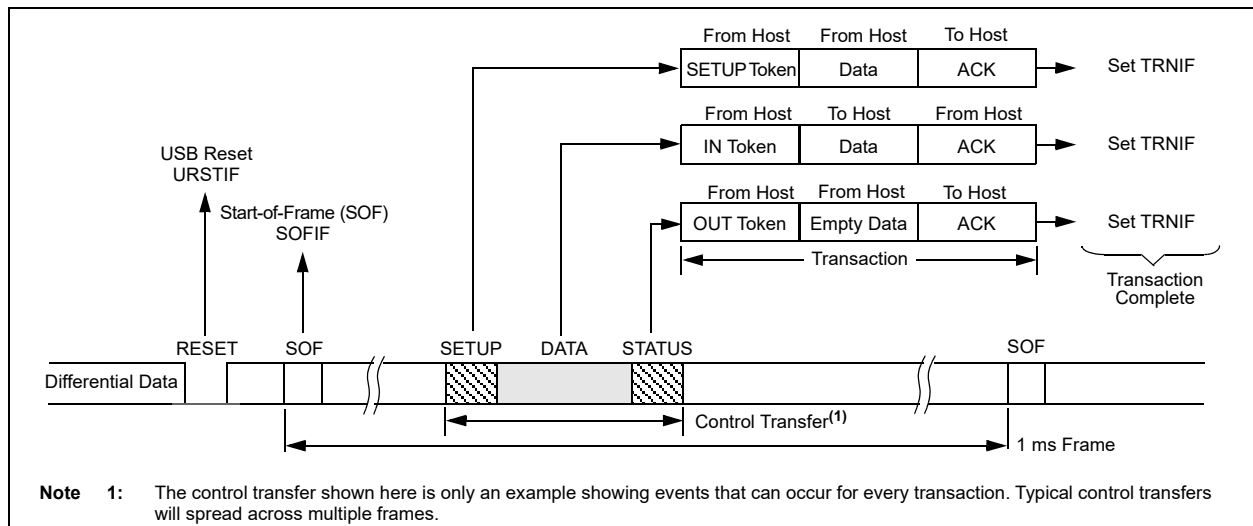 From Host From Host To Host
SETUP Token Data ACK Set TRNIF
From Host To Host From Host
IN Token Data ACK Set TRNIF
USB Reset
URSTIF
From Host From Host To Host
Start-of-Frame (SOF)
SOFIF
OUT Token Empty Data ACK Set TRNIF
Transaction
Transaction
Complete
RESET SOF SETUP DATA STATUS SOF
Differential Data
Control Transfer(1)
1 ms Frame
Note 1: The control transfer shown here is only an example showing events that can occur for every transaction. Typical control transfers
will spread across multiple frames.